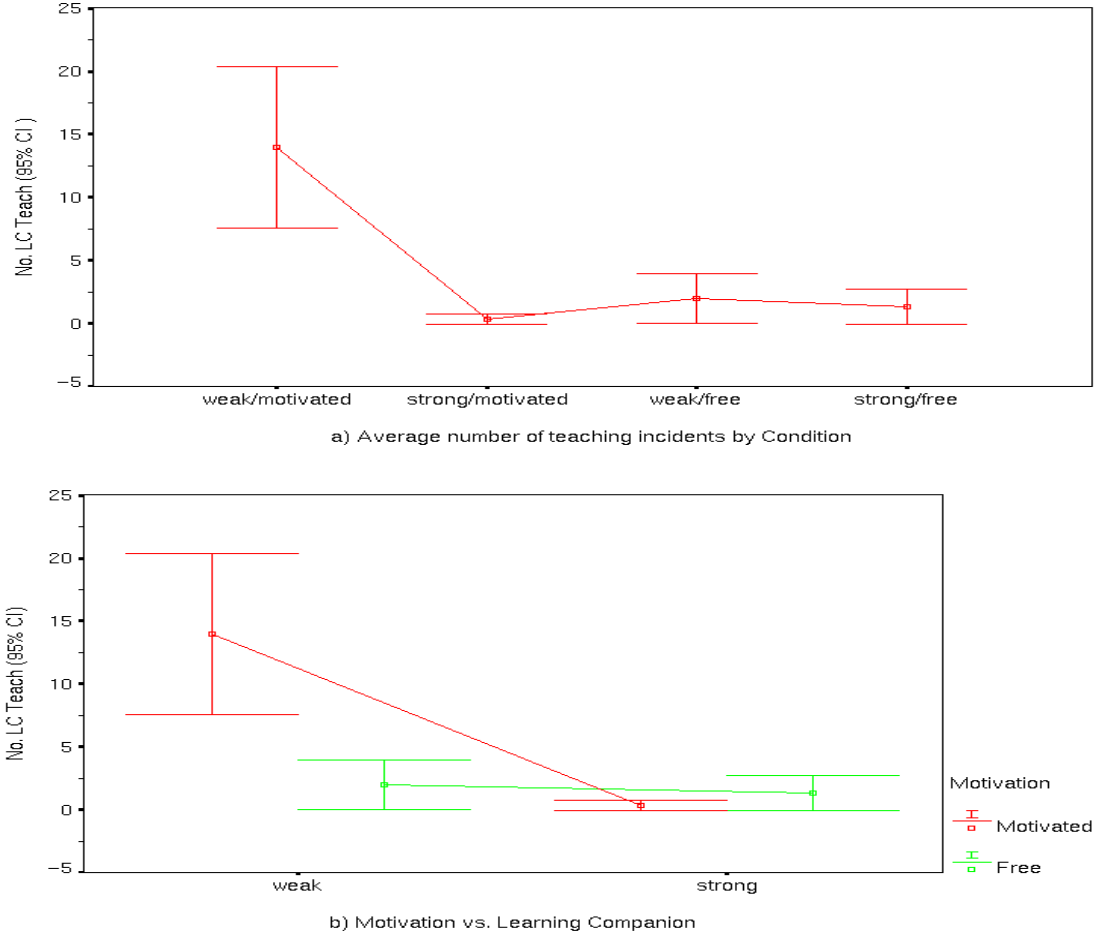 25
20
15
10
5
0
−5
No. LC Teach (95% CI )
weak/motivated strong/motivated weak/free strong/free
a) Average number of teaching incidents by Condition
25
20
15
10
5
0
−5
No. LC Teach (95% CI)
weak strong
Motivation
Motivated
Free
b) Motivation vs. Learning Companion